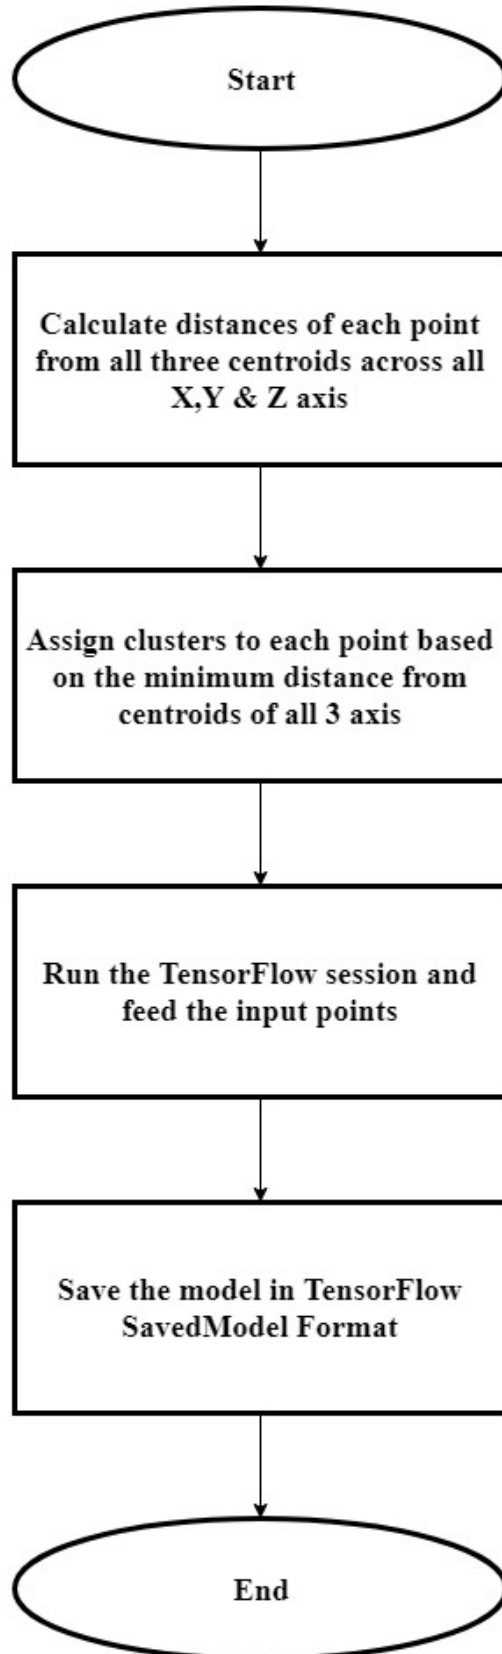 Start
Calculate distances of each point
from all three centroids across all
X,Y & Z axis
Assign clusters to each point based
on the minimum distance from
centroids of all 3 axis
Run the TensorFlow session and
feed the input points
Save the model in TensorFlow
SavedModel Format
End